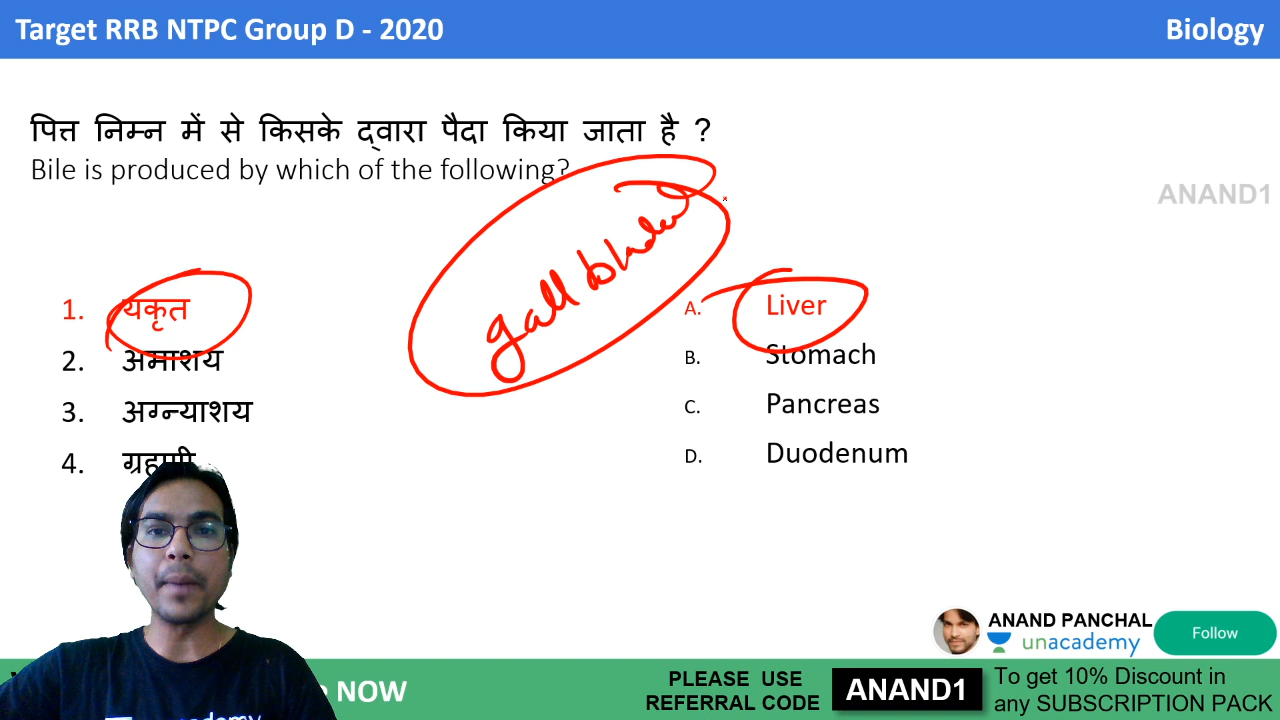 Target RRB NTPC Group D - 2020
Biology
पित्त निम्न में से किसके द्वारा पैदा किया जाता है ?
Bile is produced by which of the following?
ANAND1
gall bladder
1. यकृत
2. अमाशय
3. अग्न्याशय
4. ग्रहणी
A. Liver
B. Stomach
C. Pancreas
D. Duodenum
ANAND PANCHAL
unacademy
Follow
NOW
PLEASE USE
REFERRAL CODE
ANAND1
To get 10% Discount in
any SUBSCRIPTION PACK